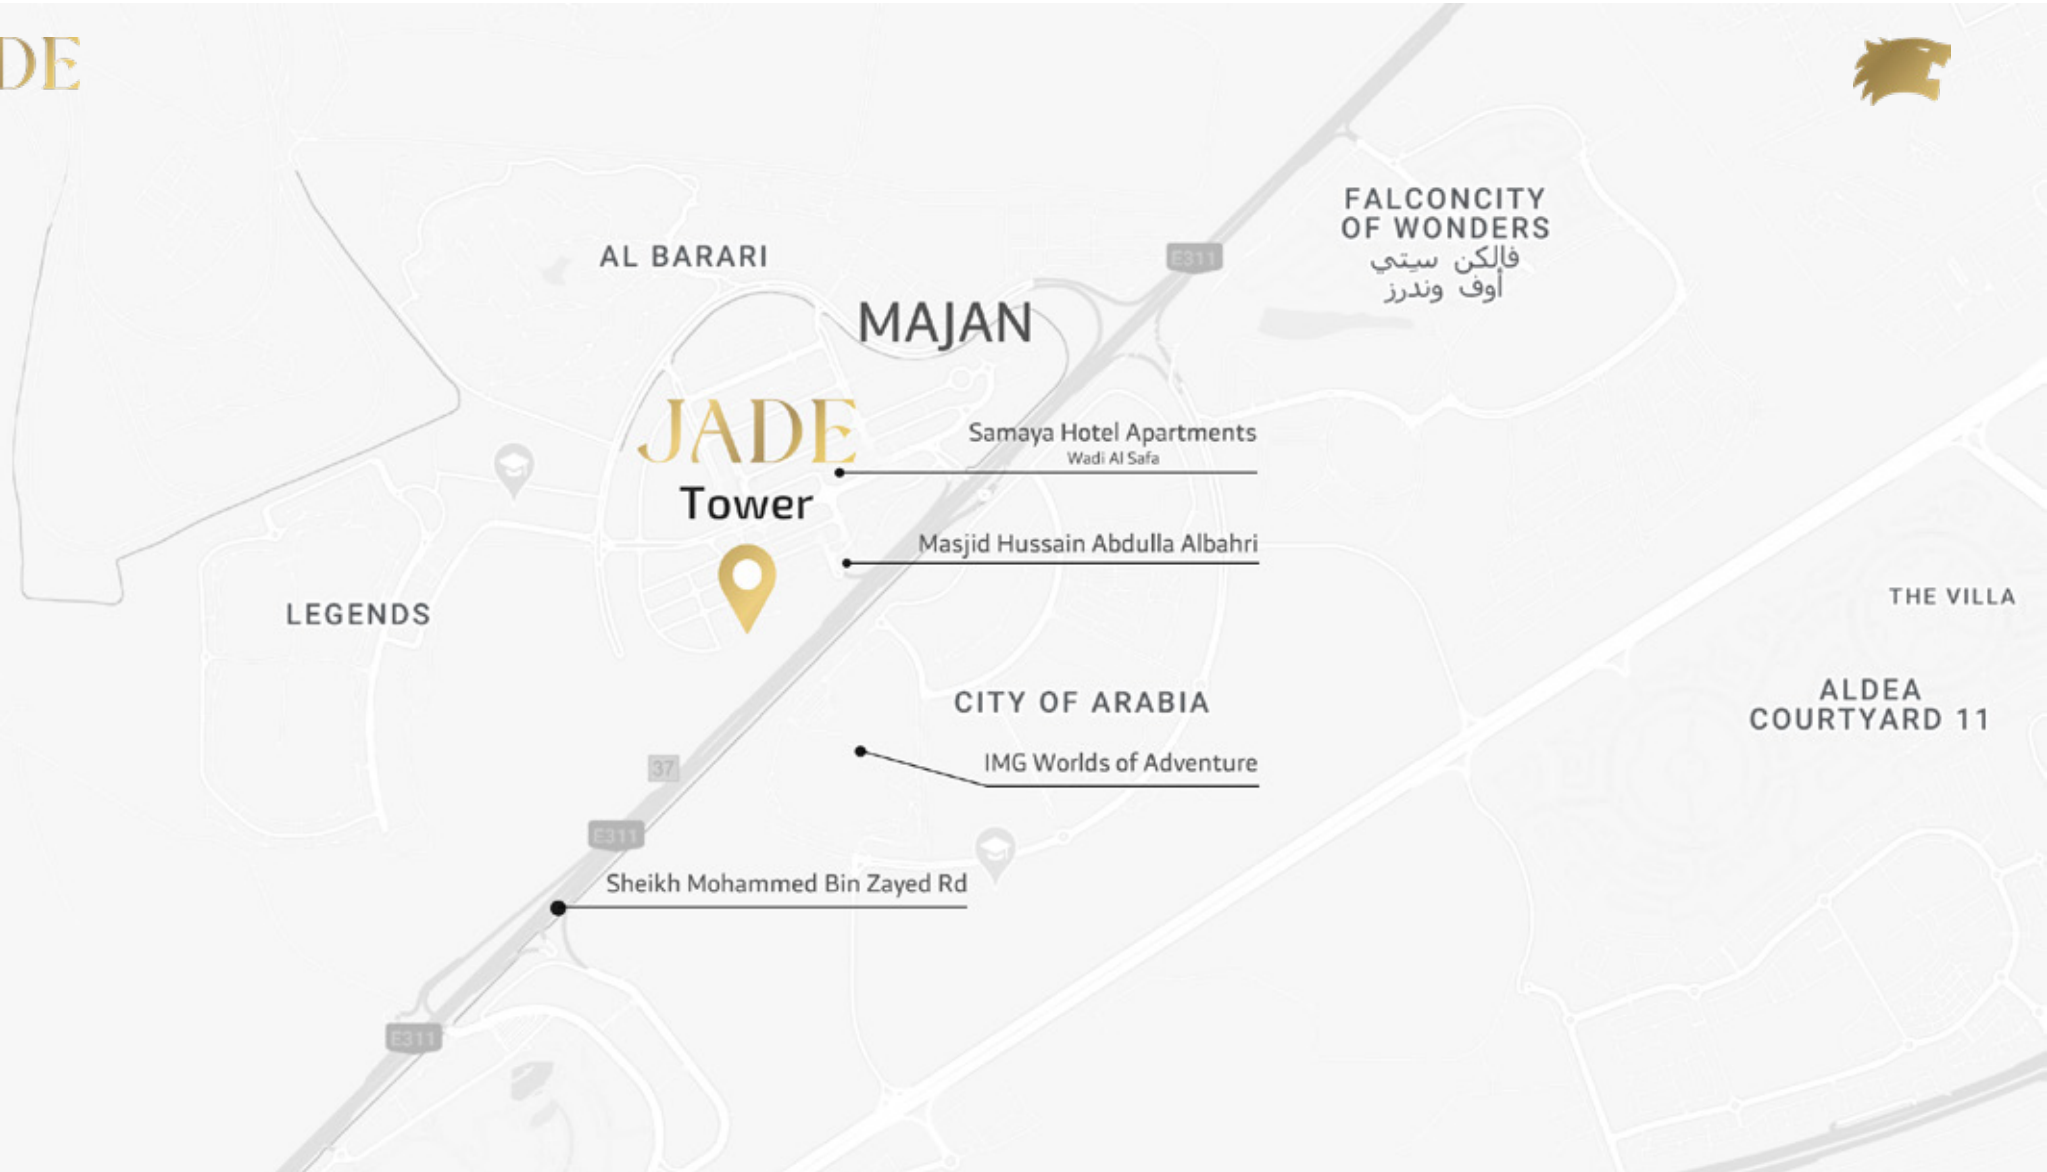 DE
FALCONCITY
OF WONDERS
فالكن سيتي
أوف وندرز
E311
AL BARARI
MAJAN
JADE
Tower
Samaya Hotel Apartments
Wadi Al Safa
Masjid Hussain Abdulla Albahri
THE VILLA
LEGENDS
CITY OF ARABIA
ALDEA
COURTYARD 11
IMG Worlds of Adventure
37
E311
Sheikh Mohammed Bin Zayed Rd
E311